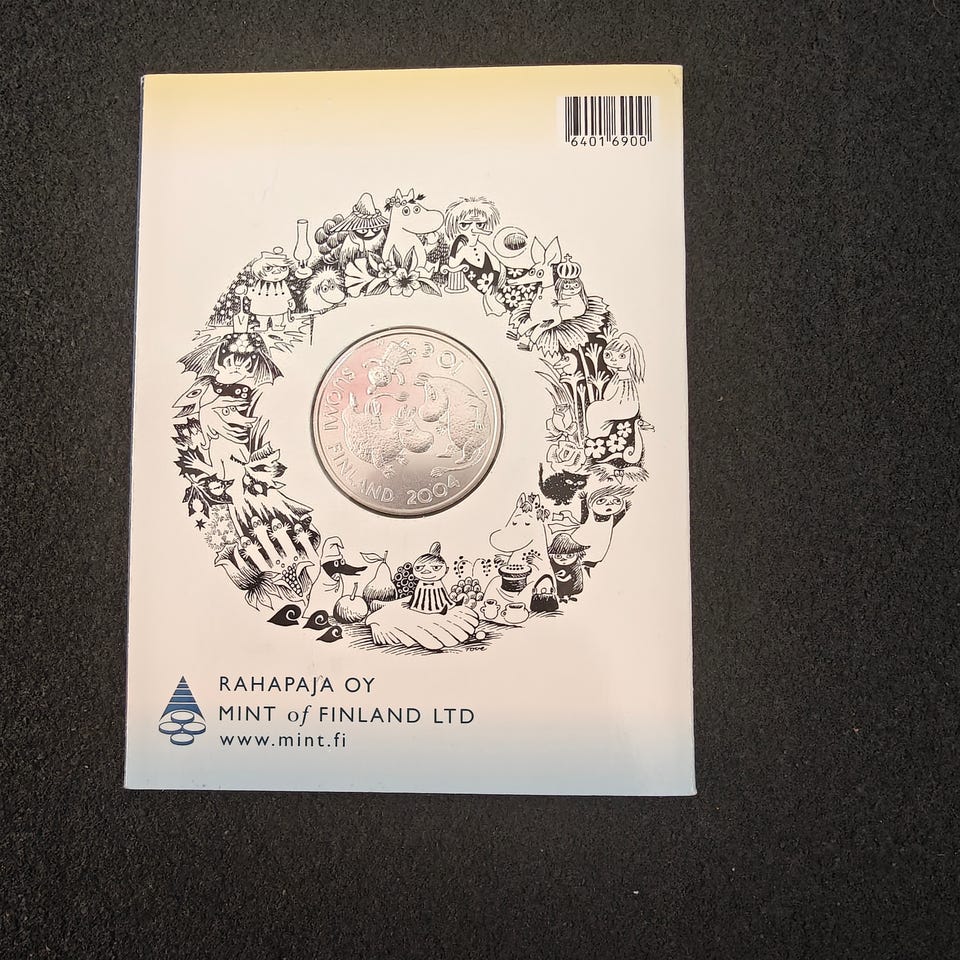 6401 6900
10 €
SUOMI FINLAND 2004
Tove
RAHAPAJA OY
MINT of FINLAND LTD
www.mint.fi